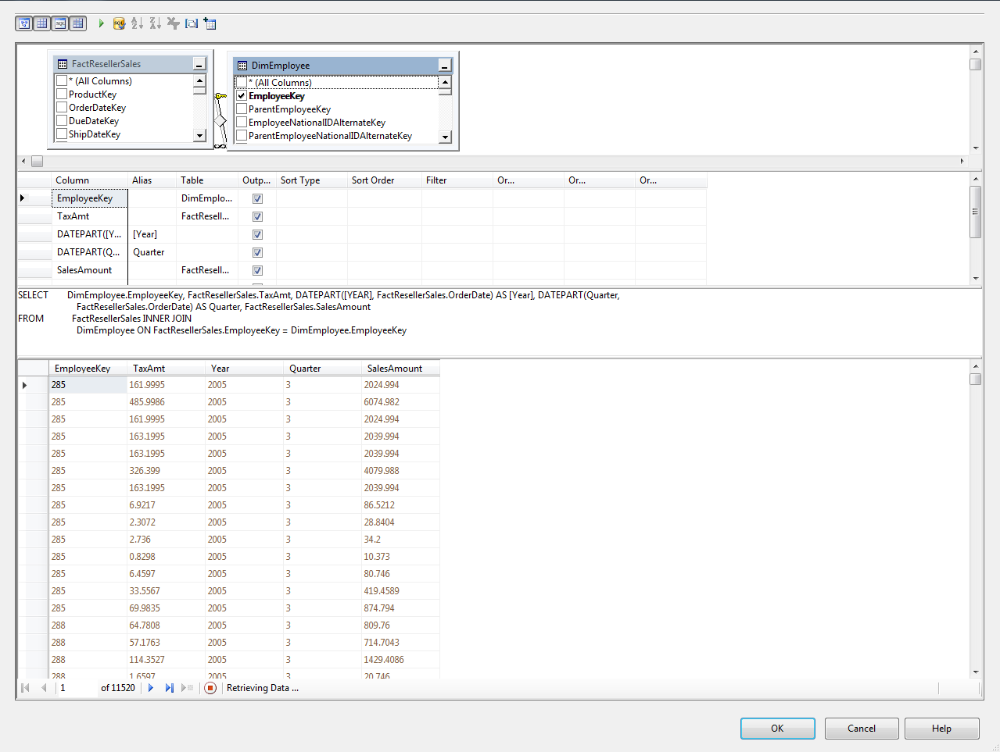 SQL SQL A Z Z A
FactResellerSales
* (All Columns)
ProductKey
OrderDateKey
DueDateKey
ShipDateKey
DimEmployee
* (All Columns)
EmployeeKey
ParentEmployeeKey
EmployeeNationalIDAlternateKey
ParentEmployeeNationalIDAlternateKey
Column Alias Table Outp... Sort Type Sort Order Filter Or... Or... Or...
EmployeeKey DimEmplo...
TaxAmt FactResell...
DATEPART([Y... [Year]
DATEPART(Q... Quarter
SalesAmount FactResell...
SELECT DimEmployee.EmployeeKey, FactResellerSales.TaxAmt, DATEPART([YEAR], FactResellerSales.OrderDate) AS [Year], DATEPART(Quarter,
FactResellerSales.OrderDate) AS Quarter, FactResellerSales.SalesAmount
FROM FactResellerSales INNER JOIN
DimEmployee ON FactResellerSales.EmployeeKey = DimEmployee.EmployeeKey
EmployeeKey TaxAmt Year Quarter SalesAmount
285 161.9995 2005 3 2024.994
285 485.9986 2005 3 6074.982
285 161.9995 2005 3 2024.994
285 163.1995 2005 3 2039.994
285 163.1995 2005 3 2039.994
285 326.399 2005 3 4079.988
285 163.1995 2005 3 2039.994
285 6.9217 2005 3 86.5212
285 2.3072 2005 3 28.8404
285 2.736 2005 3 34.2
285 0.8298 2005 3 10.373
285 6.4597 2005 3 80.746
285 33.5567 2005 3 419.4589
285 69.9835 2005 3 874.794
288 64.7808 2005 3 809.76
288 57.1763 2005 3 714.7043
288 114.3527 2005 3 1429.4086
288 1.6597 2005 3 20.746
1 of 11520 Retrieving Data ...
OK Cancel Help